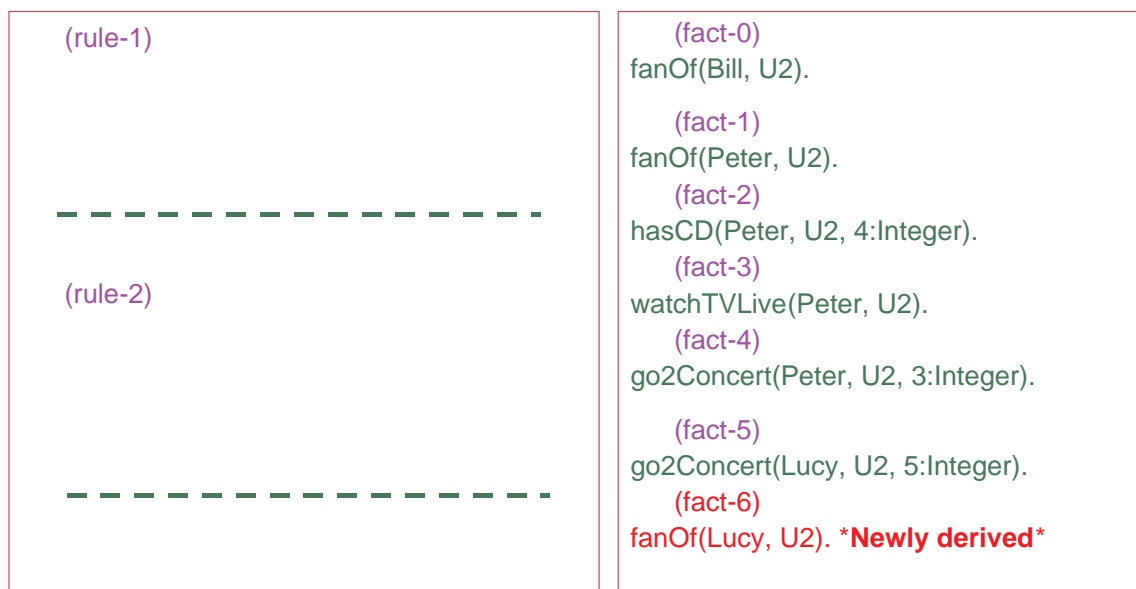 (rule-1)
(rule-2)
(fact-0)
fanOf(Bill, U2).
(fact-1)
fanOf(Peter, U2).
(fact-2)
hasCD(Peter, U2, 4:Integer).
(fact-3)
watchTVLive(Peter, U2).
(fact-4)
go2Concert(Peter, U2, 3:Integer).
(fact-5)
go2Concert(Lucy, U2, 5:Integer).
(fact-6)
fanOf(Lucy, U2). *Newly derived*